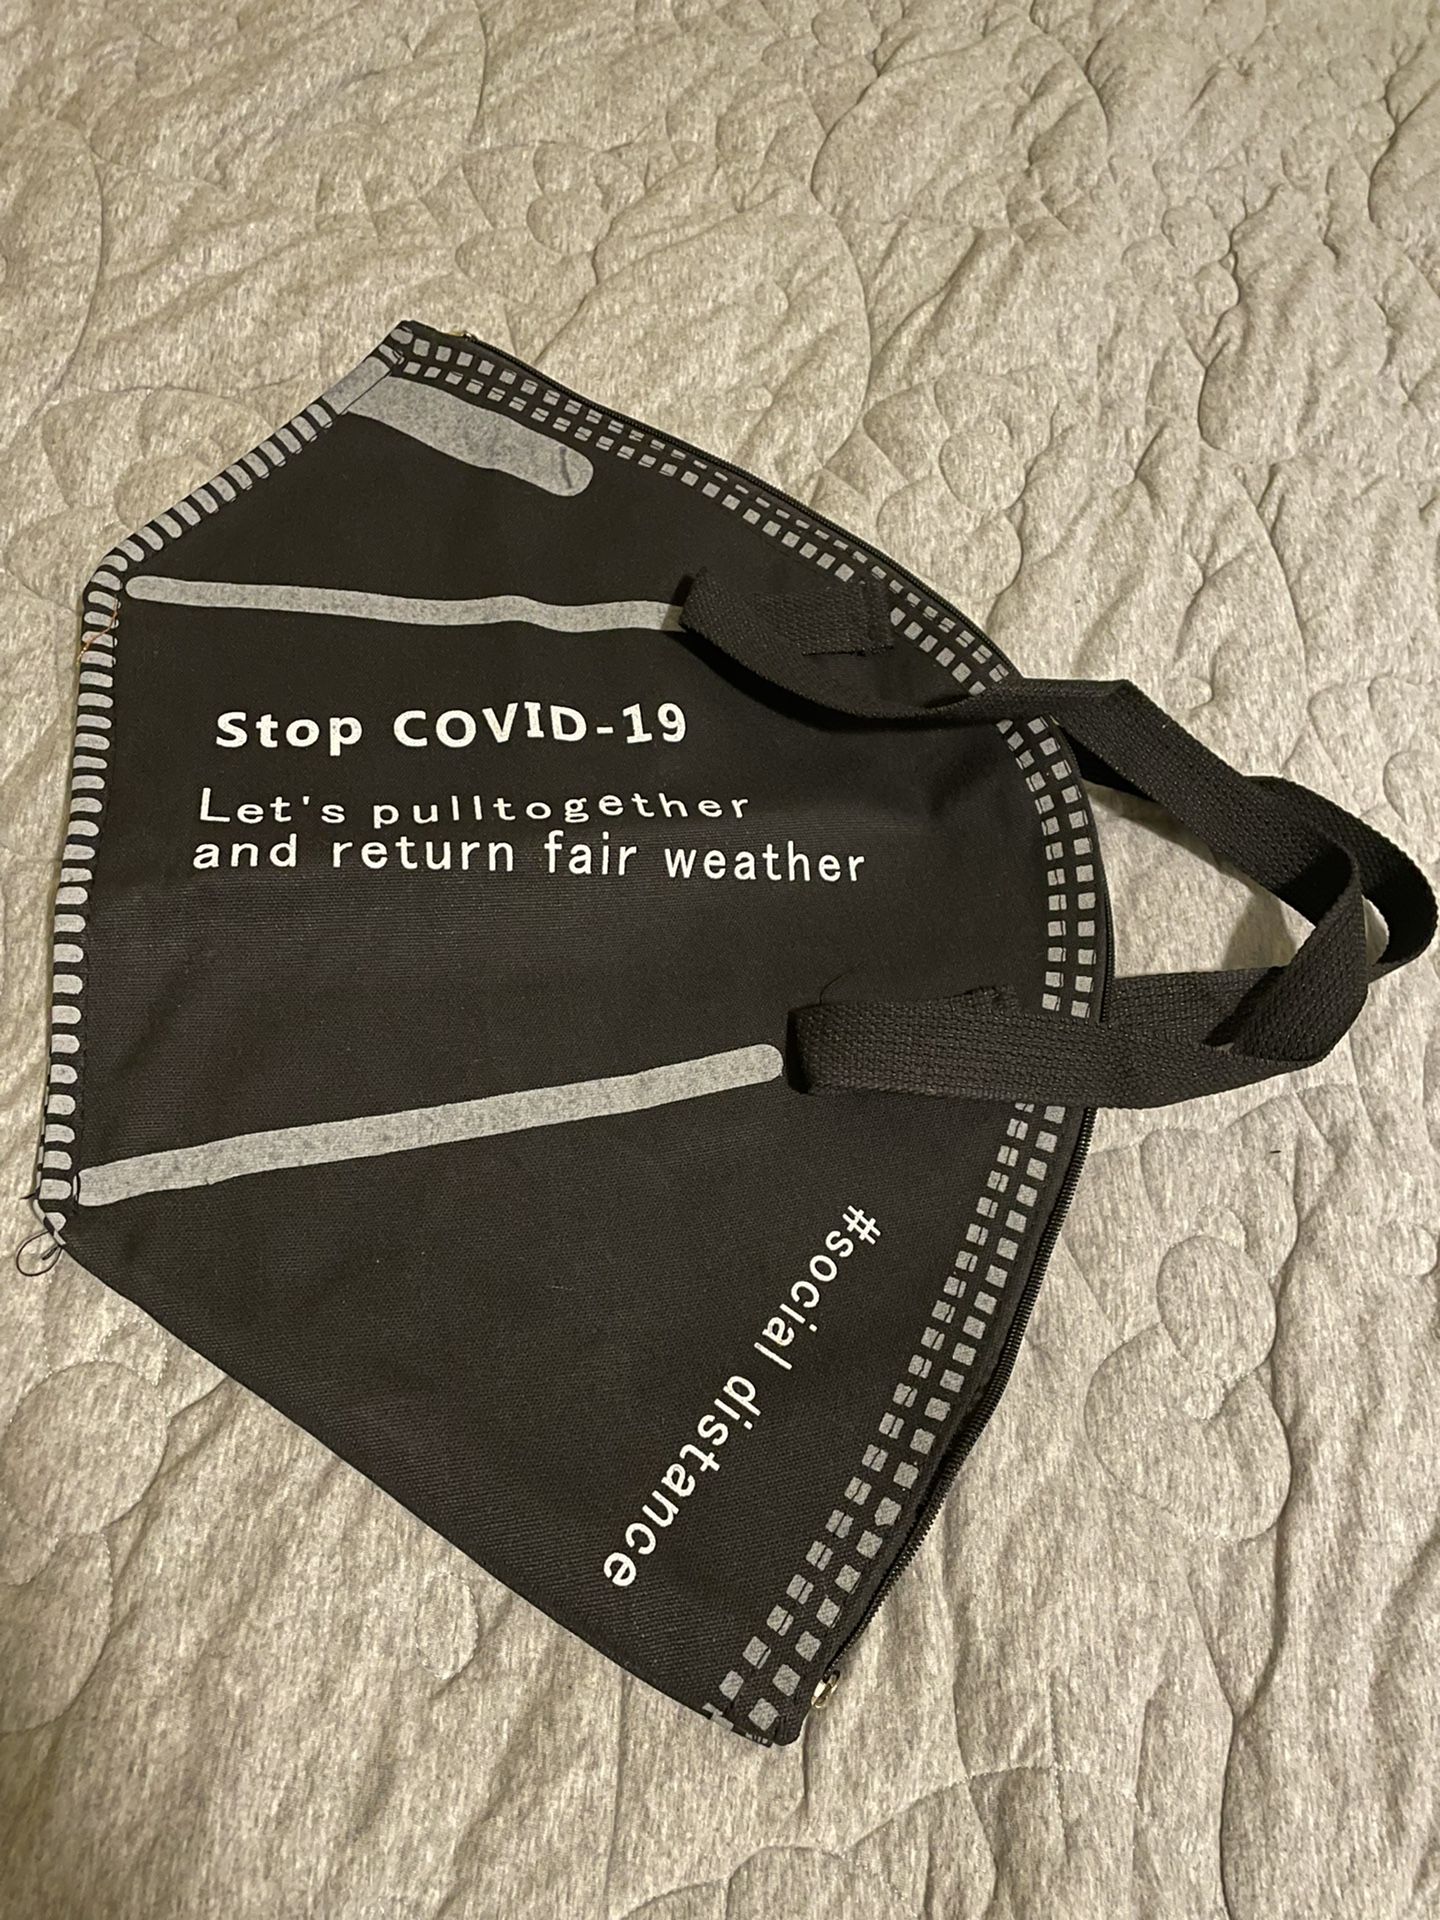 Stop COVID-19
Let's pulltogether
and return fair weather
#social distance